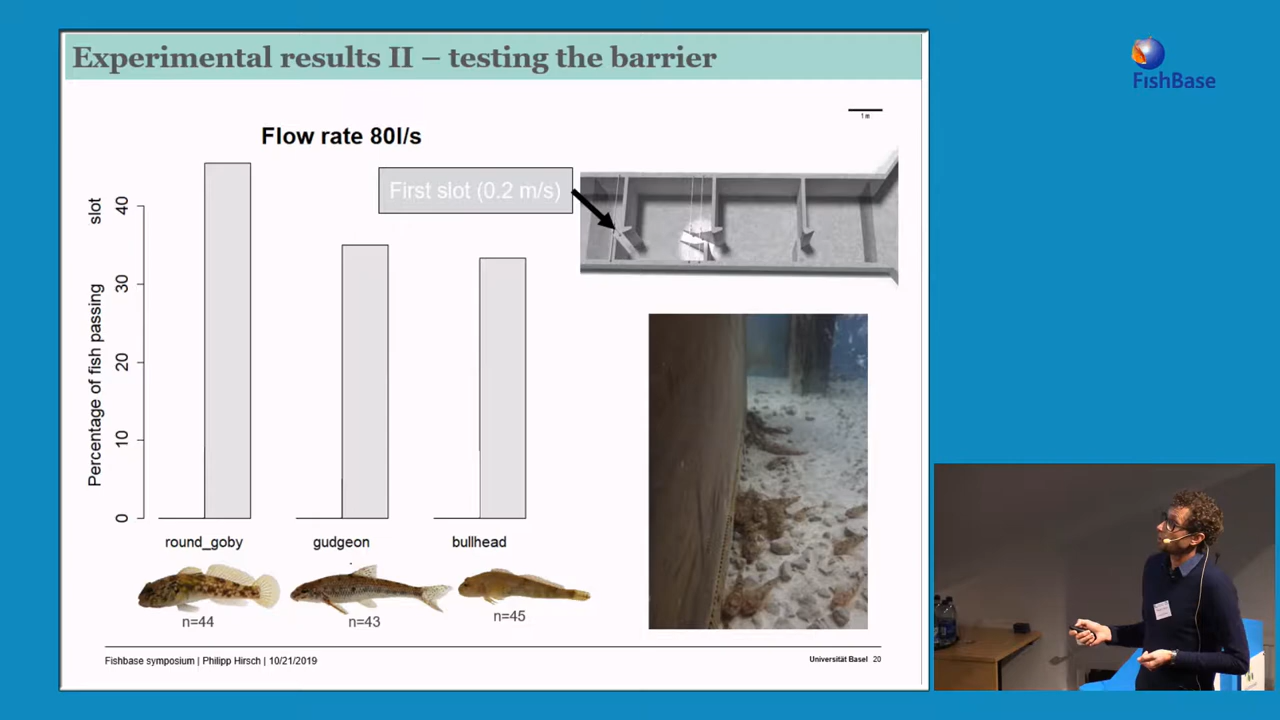 Experimental results II – testing the barrier
FishBase
1 m
Flow rate 80l/s
First slot (0.2 m/s)
Percentage of fish passing slot
40
30
20
10
0
round_goby
gudgeon
bullhead
n=44
n=43
n=45
Fishbase symposium | Philipp Hirsch | 10/21/2019
Universität Basel 20